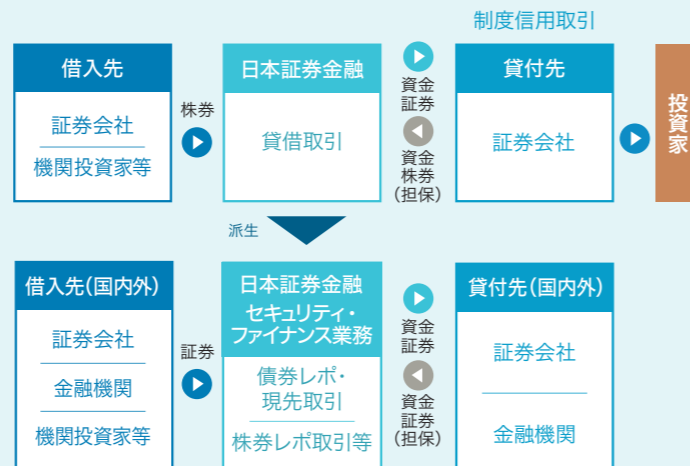 制度信用取引
借入先
証券会社
機関投資家等
株券
日本証券金融
貸借取引
資金
証券
資金
株券
(担保)
貸付先
証券会社
投資家
派生
借入先(国内外)
証券会社
金融機関
機関投資家等
証券
日本証券金融
セキュリティ・
ファイナンス業務
債券レポ・
現先取引
株券レポ取引等
資金
証券
資金
証券
(担保)
貸付先(国内外)
証券会社
金融機関